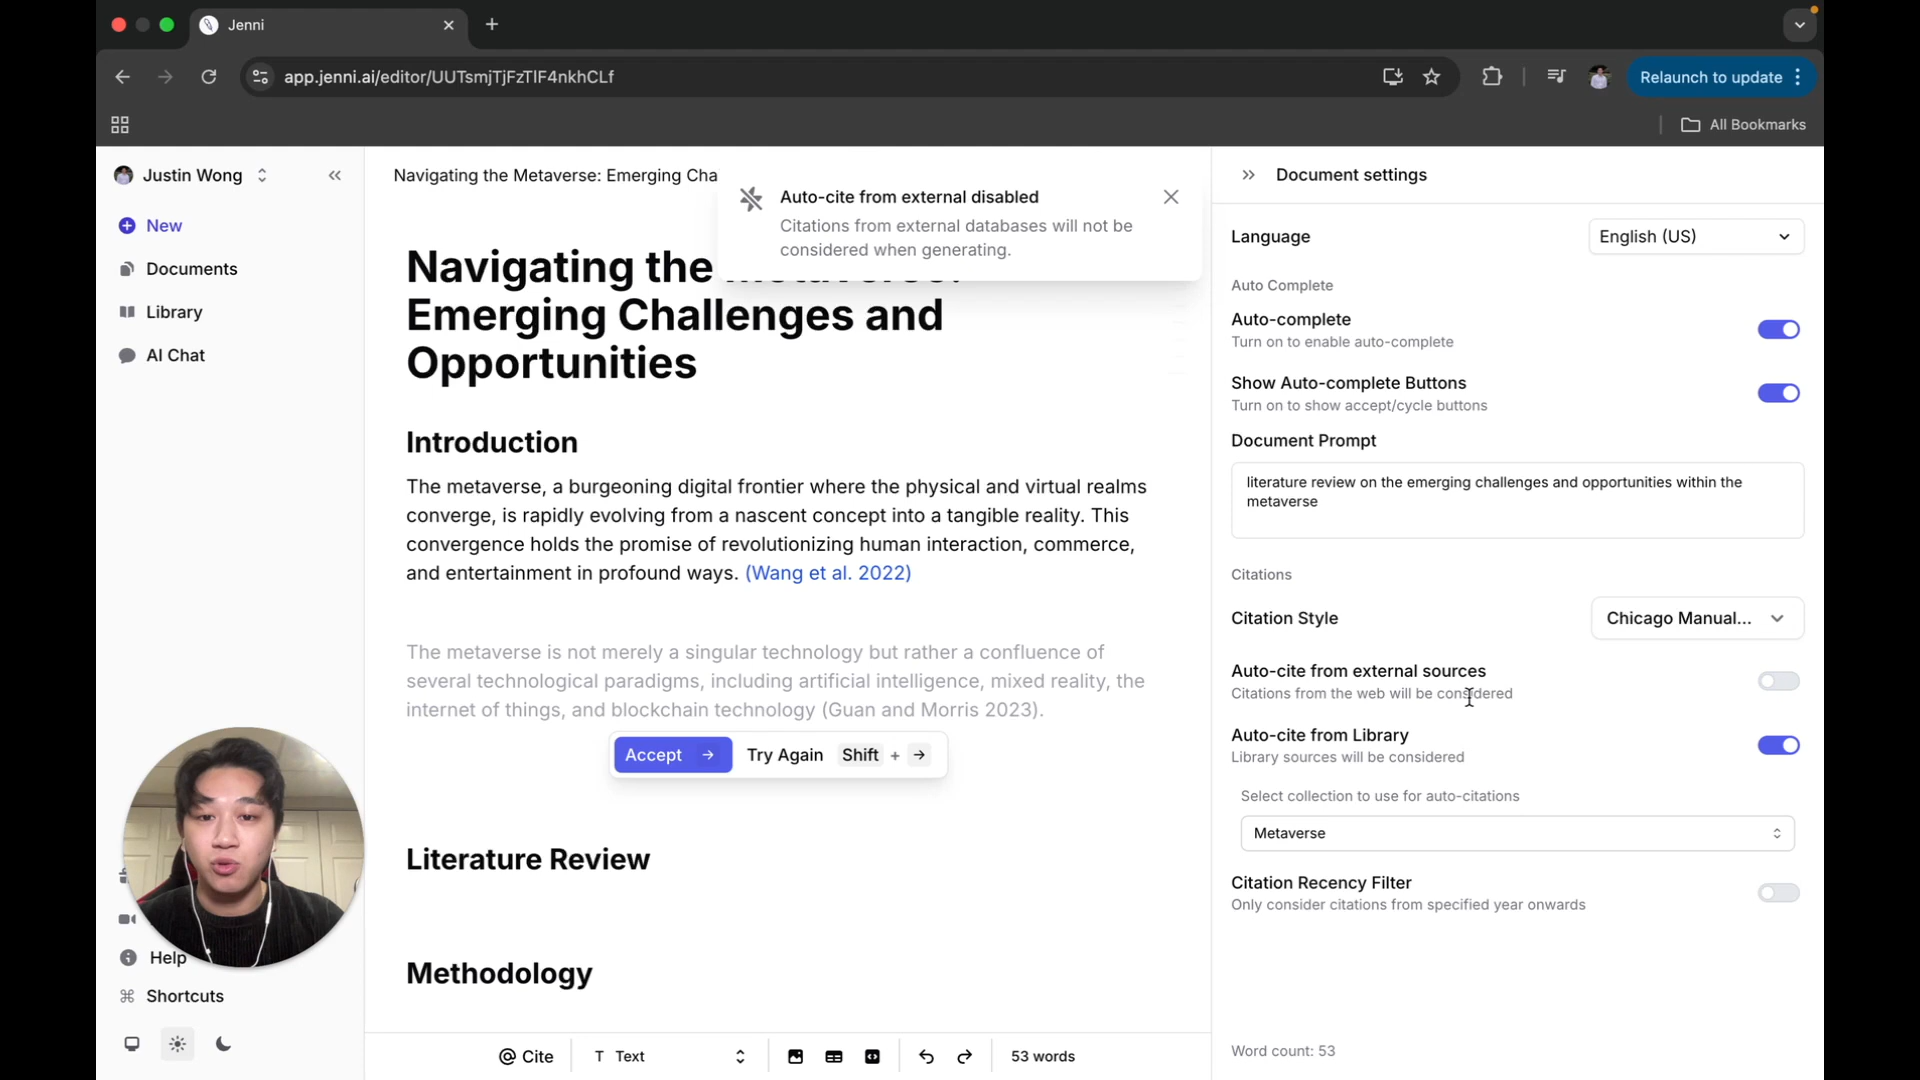 Jenni
app.jenni.ai/editor/UUTsmjTjFzTlF4nkhCLf
Relaunch to update
All Bookmarks
Justin Wong
New
Documents
Library
AI Chat
Help
Shortcuts
Navigating the Metaverse: Emerging Cha
Auto-cite from external disabled
Citations from external databases will not be
considered when generating.
Navigating the Metaverse:
Emerging Challenges and
Opportunities
Introduction
The metaverse, a burgeoning digital frontier where the physical and virtual realms
converge, is rapidly evolving from a nascent concept into a tangible reality. This
convergence holds the promise of revolutionizing human interaction, commerce,
and entertainment in profound ways. (Wang et al. 2022)
The metaverse is not merely a singular technology but rather a confluence of
several technological paradigms, including artificial intelligence, mixed reality, the
internet of things, and blockchain technology (Guan and Morris 2023).
Accept → Try Again Shift + →
Literature Review
Methodology
@ Cite
T Text
53 words
Document settings
Language
English (US)
Auto Complete
Auto-complete
Turn on to enable auto-complete
Show Auto-complete Buttons
Turn on to show accept/cycle buttons
Document Prompt
literature review on the emerging challenges and opportunities within the
metaverse
Citations
Citation Style
Chicago Manual...
Auto-cite from external sources
Citations from the web will be considered
Auto-cite from Library
Library sources will be considered
Select collection to use for auto-citations
Metaverse
Citation Recency Filter
Only consider citations from specified year onwards
Word count: 53